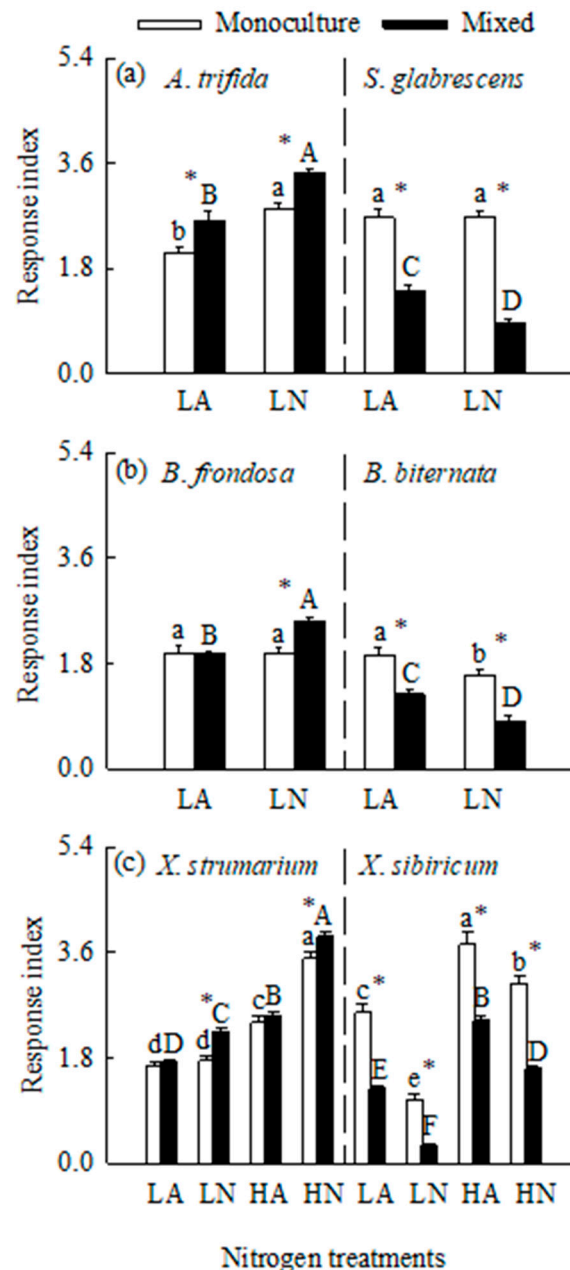 Monoculture Mixed
5.4
(a) A. trifida S. glabrescens
3.6
1.8
0.0
Response index
* * A a * a *
B a
b C D
LA LN LA LN
5.4
(b) B. frondosa B. biternata
3.6
1.8
0.0
Response index
* A
a B a a * b *
C D
LA LN LA LN
5.4
(c) X. strumarium X. sibiricum
3.6
1.8
0.0
Response index
* A a *
a b *
* C c B c * B
d D d E e * D
F
LA LN HA HN LA LN HA HN
Nitrogen treatments